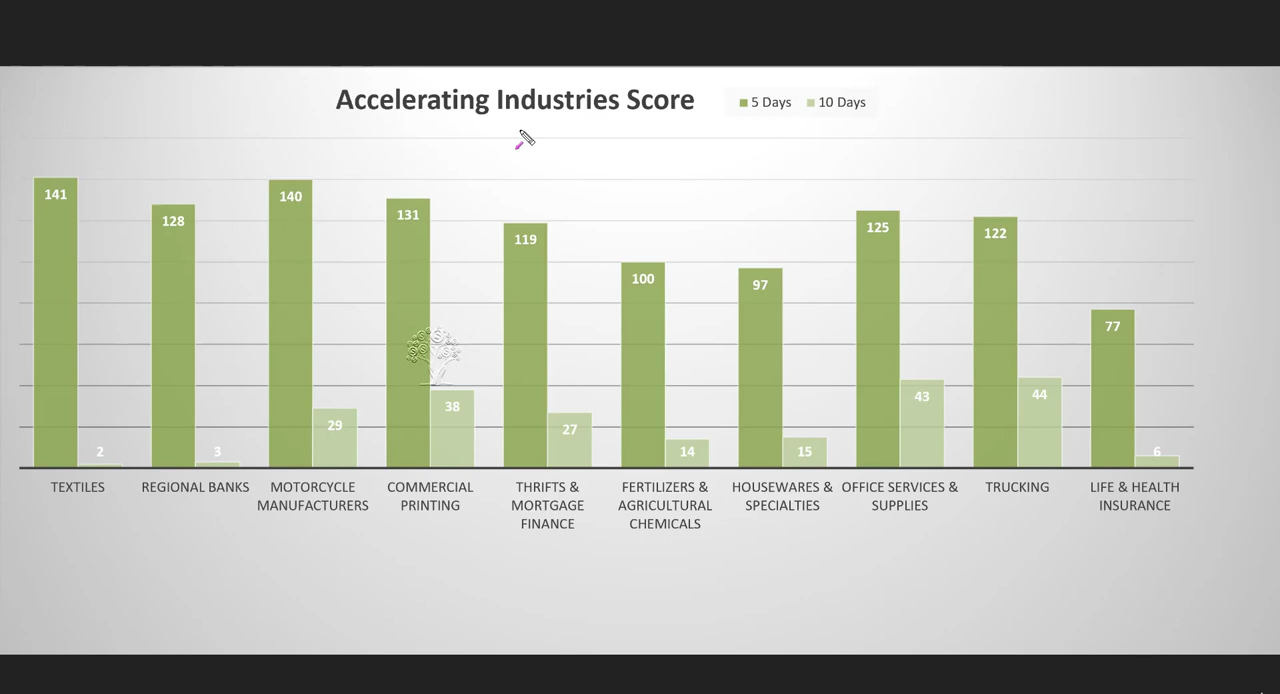 Accelerating Industries Score
5 Days 10 Days
141
128
140
131
119
100
97
125
122
77
2
3
29
38
27
14
15
43
44
6
TEXTILES
REGIONAL BANKS
MOTORCYCLE
MANUFACTURERS
COMMERCIAL
PRINTING
THRIFTS &
MORTGAGE
FINANCE
FERTILIZERS &
AGRICULTURAL
CHEMICALS
HOUSEWARES &
SPECIALTIES
OFFICE SERVICES &
SUPPLIES
TRUCKING
LIFE & HEALTH
INSURANCE